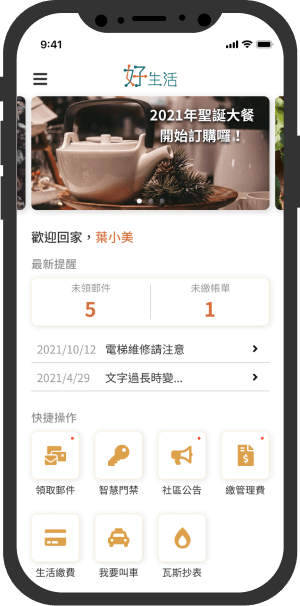 9:41
好生活
2021年聖誕大餐
開始訂購囉！
歡迎回家，葉小美
最新提醒
未領郵件 未繳帳單
5 1
2021/10/12 電梯維修請注意
2021/4/29 文字過長時變...
快捷操作
領取郵件 智慧門禁 社區公告 繳管理費
生活繳費 我要叫車 瓦斯抄表